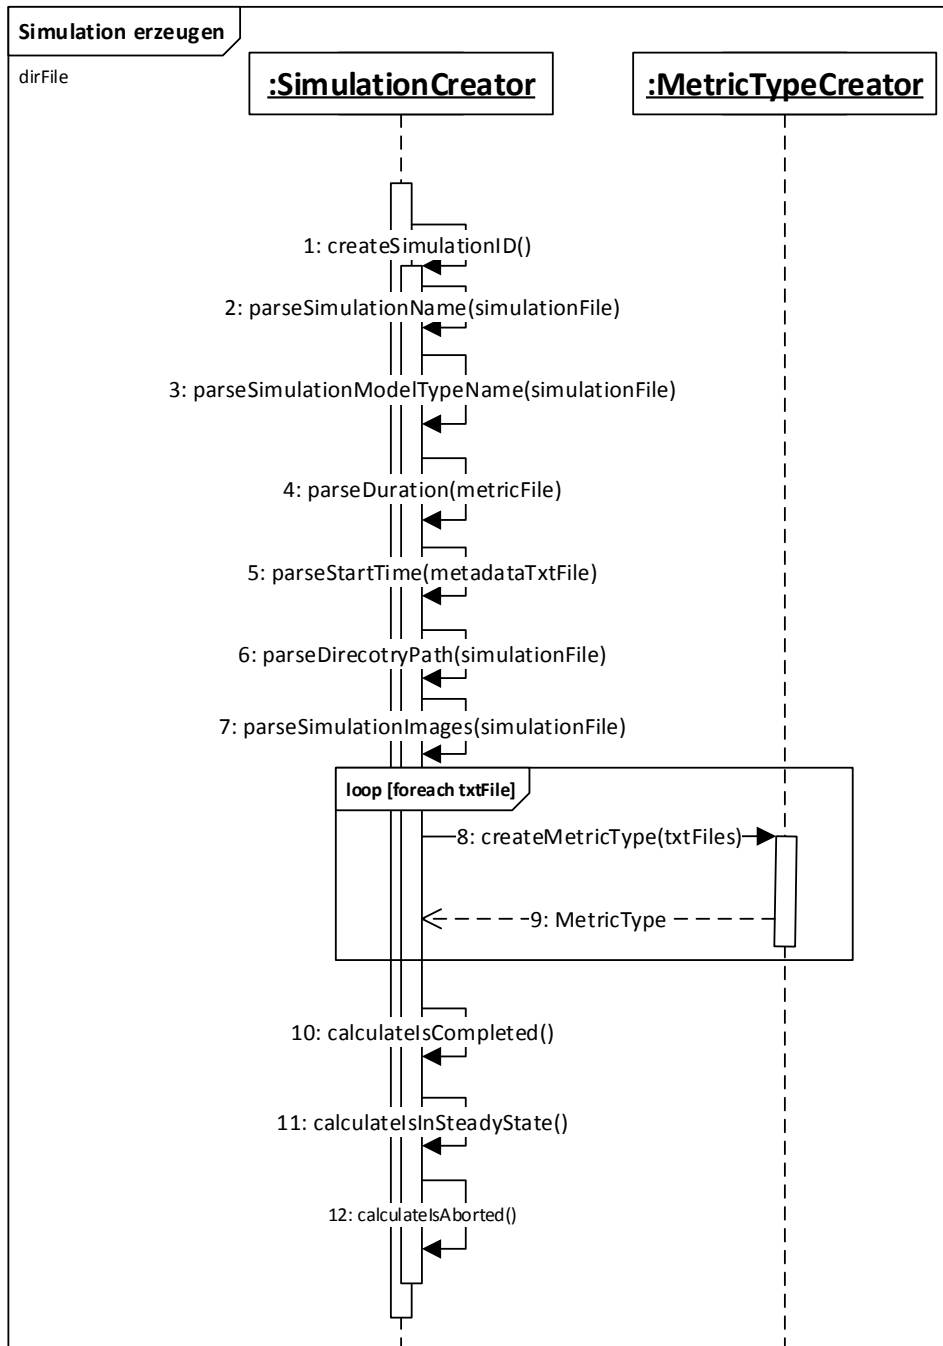 Simulation erzeugen
dirFile
:SimulationCreator
:MetricTypeCreator
1: createSimulationID()
2: parseSimulationName(simulationFile)
3: parseSimulationModelTypeName(simulationFile)
4: parseDuration(metricFile)
5: parseStartTime(metadataTxtFile)
6: parseDirecotryPath(simulationFile)
7: parseSimulationImages(simulationFile)
loop [foreach txtFile]
8: createMetricType(txtFiles)
9: MetricType
10: calculateIsCompleted()
11: calculateIsInSteadyState()
12: calculateIsAborted()